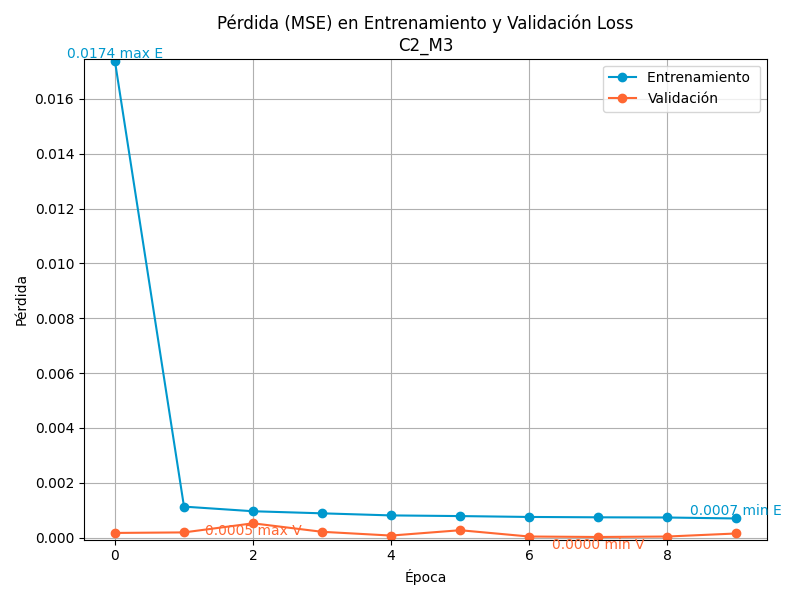 Pérdida (MSE) en Entrenamiento y Validación Loss
C2_M3
0.0174 max E
Entrenamiento
Validación
0.016
0.014
0.012
0.010
0.008
0.006
0.004
0.002
0.000
Pérdida
0.0007 min E
0.0005 max V
0.0000 min V
0
2
4
6
8
Época